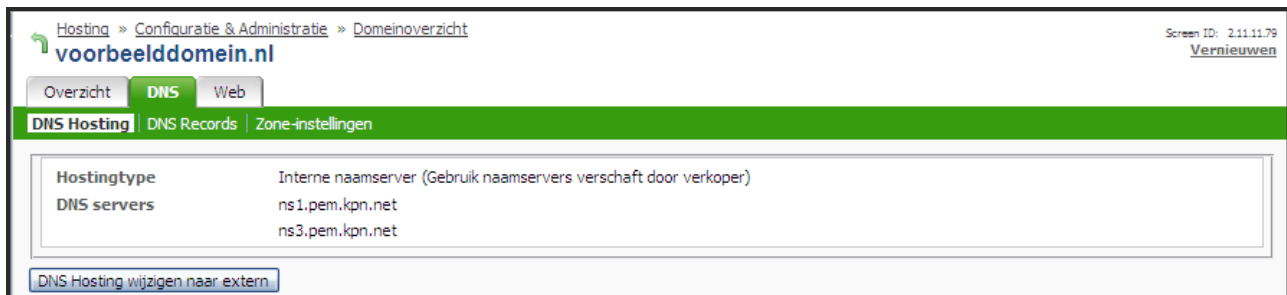 Hosting » Configuratie & Administratie » Domeinoverzicht
Screen ID: 2.11.11.79
voorbeelddomein.nl
Vernieuwen
Overzicht DNS Web
DNS Hosting DNS Records Zone-instellingen
Hostingtype Interne naamserver (Gebruik naamservers verschaft door verkoper)
DNS servers ns1.pem.kpn.net
ns3.pem.kpn.net
DNS Hosting wijzigen naar extern